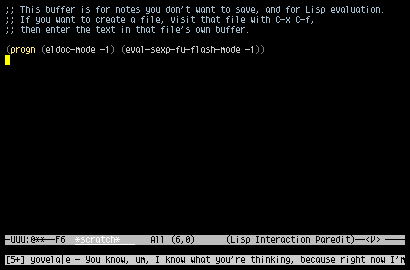 ;; This buffer is for notes you don't want to save, and for Lisp evaluation.
;; If you want to create a file, visit that file with C-x C-f,
;; then enter the text in that file's own buffer.
(progn (eldoc-mode -1) (eval-sexp-fu-flash-mode -1))
-UUU:@**--F6 *scratch* All (6,0) (Lisp Interaction Paredit)--<V>
[5+] yovel¤ - You know, um, I know what you're thinking, because right now I'm